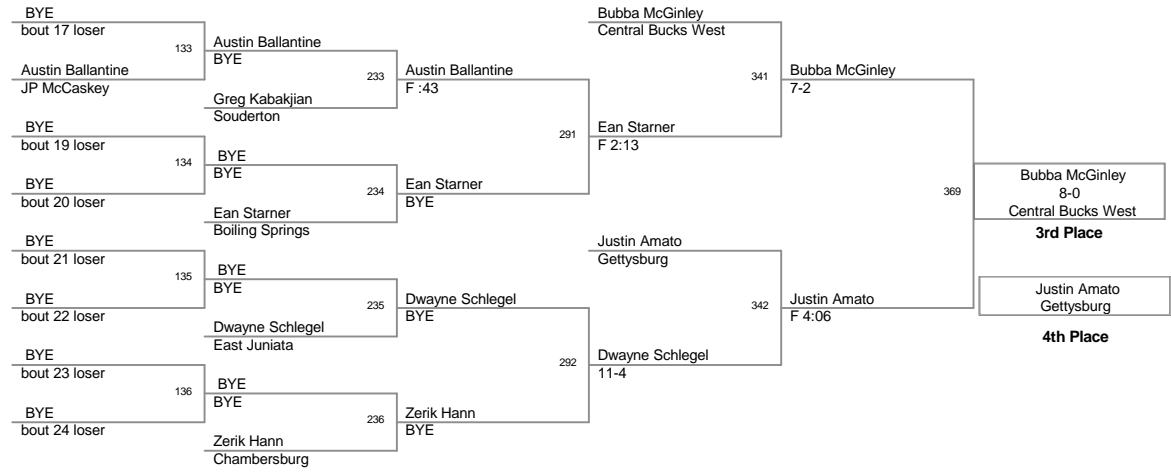 BYE
bout 17 loser
133
Austin Ballantine
JP McCaskey
BYE
bout 19 loser
134
BYE
bout 20 loser
BYE
bout 21 loser
135
BYE
bout 22 loser
BYE
bout 23 loser
136
BYE
bout 24 loser
Austin Ballantine
BYE
233
Greg Kabakjian
Souderton
BYE
BYE
234
Ean Starner
Boiling Springs
BYE
BYE
235
Dwayne Schlegel
East Juniata
BYE
BYE
236
Zerik Hann
Chambersburg
Austin Ballantine
F :43
291
Ean Starner
BYE
Dwayne Schlegel
BYE
292
Zerik Hann
BYE
Bubba McGinley
Central Bucks West
341
Ean Starner
F 2:13
Justin Amato
Gettysburg
342
Dwayne Schlegel
11-4
Bubba McGinley
7-2
369
Justin Amato
F 4:06
Bubba McGinley
8-0
Central Bucks West
3rd Place
Justin Amato
Gettysburg
4th Place